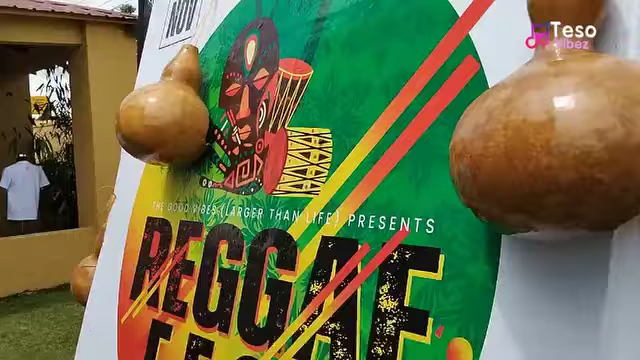 NOV
Teso
Vibez
THE GOOD VIBES (LARGER THAN LIFE) PRESENTS
REGGAE